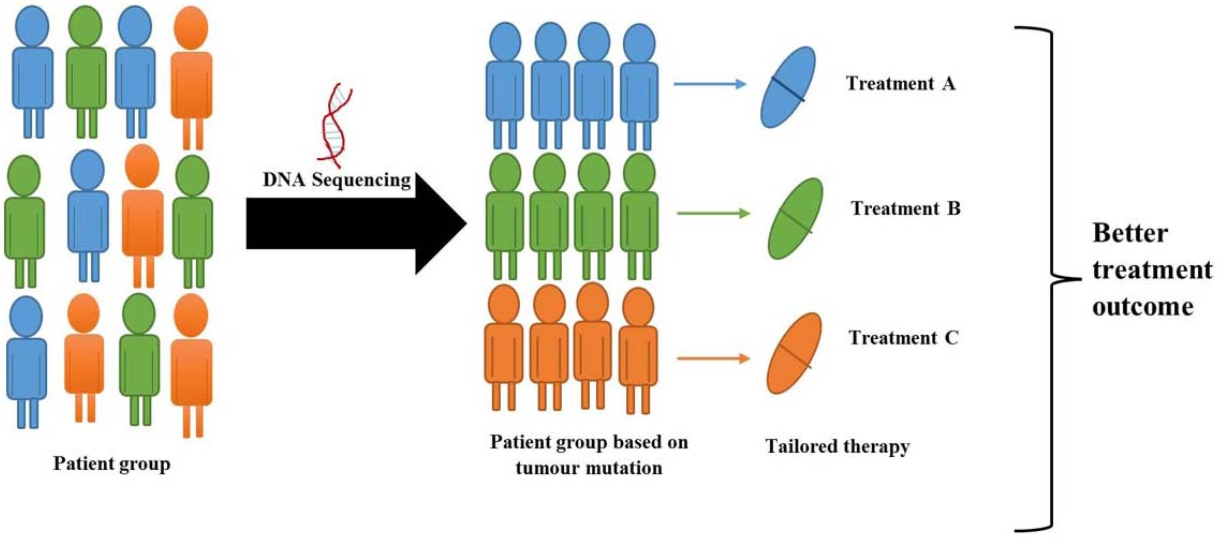 DNA Sequencing
Patient group
Patient group based on
tumour mutation
Treatment A
Treatment B
Treatment C
Tailored therapy
Better
treatment
outcome